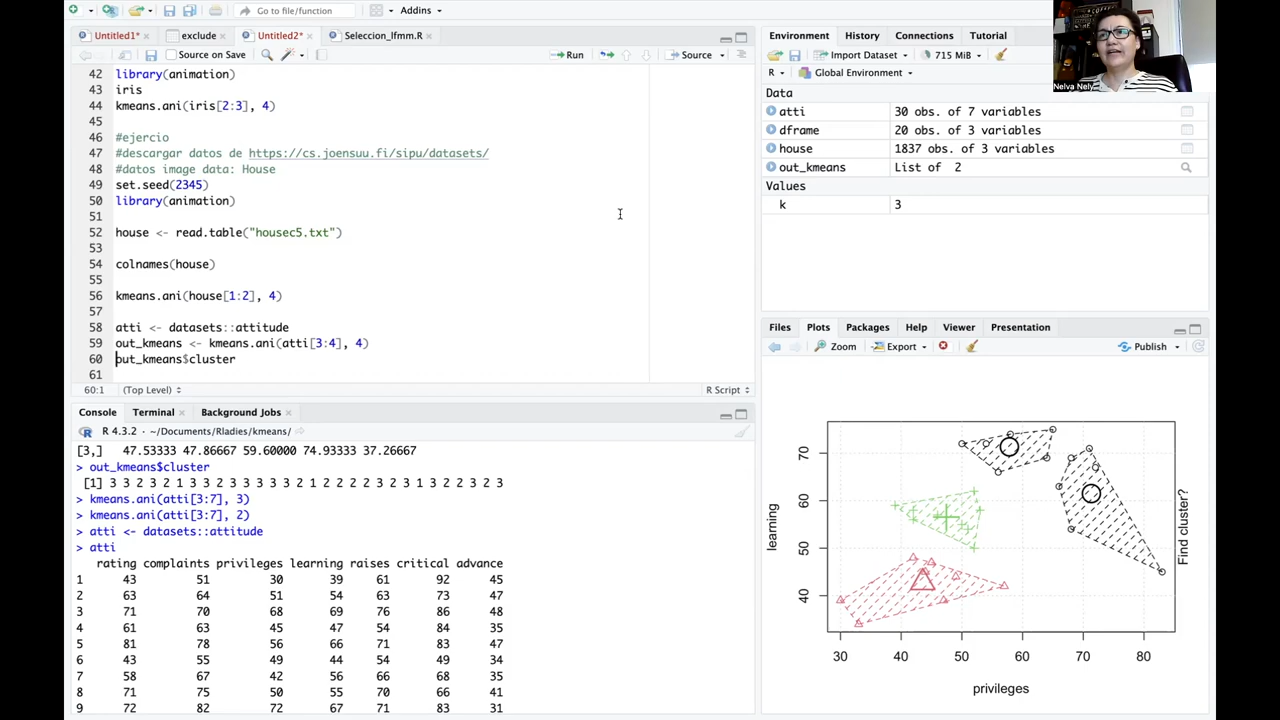 Go to file/function
Addins
Untitled1*
exclude
Untitled2*
Seleccion_lfmm.R
Source on Save
Run
Source
42 library(animation)
43 iris
44 kmeans.ani(iris[2:3], 4)
45
46 #ejercio
47 #descargar datos de https://cs.joensuu.fi/sipu/datasets/
48 #datos image data: House
49 set.seed(2345)
50 library(animation)
51
52 house <- read.table("housec5.txt")
53
54 colnames(house)
55
56 kmeans.ani(house[1:2], 4)
57
58 atti <- datasets::attitude
59 out_kmeans <- kmeans.ani(atti[3:4], 4)
60 out_kmeans$cluster
61
60:1 (Top Level) R Script
Console Terminal Background Jobs
R 4.3.2 · ~/Documents/Rladies/kmeans/
[3,] 47.53333 47.86667 59.60000 74.93333 37.26667
> out_kmeans$cluster
[1] 3 3 2 3 2 1 3 3 2 3 3 3 3 3 2 1 2 2 2 2 3 2 3 1 3 2 2 3 2 3
> kmeans.ani(atti[3:7], 3)
> kmeans.ani(atti[3:7], 2)
> atti <- datasets::attitude
> atti
rating complaints privileges learning raises critical advance
1 43 51 30 39 61 92 45
2 63 64 51 54 63 73 47
3 71 70 68 69 76 86 48
4 61 63 45 47 54 84 35
5 81 78 56 66 71 83 47
6 43 55 49 44 54 49 34
7 58 67 42 56 66 68 35
8 71 75 50 55 70 66 41
9 72 82 72 67 71 83 31
Environment History Connections Tutorial
Import Dataset 715 MiB
R Global Environment
Data
atti 30 obs. of 7 variables
dframe 20 obs. of 3 variables
house 1837 obs. of 3 variables
out_kmeans List of 2
Values
k 3
Files Plots Packages Help Viewer Presentation
Zoom Export Publish
70
60
50
40
learning
Find cluster?
30 40 50 60 70 80
privileges
Nelva Nely